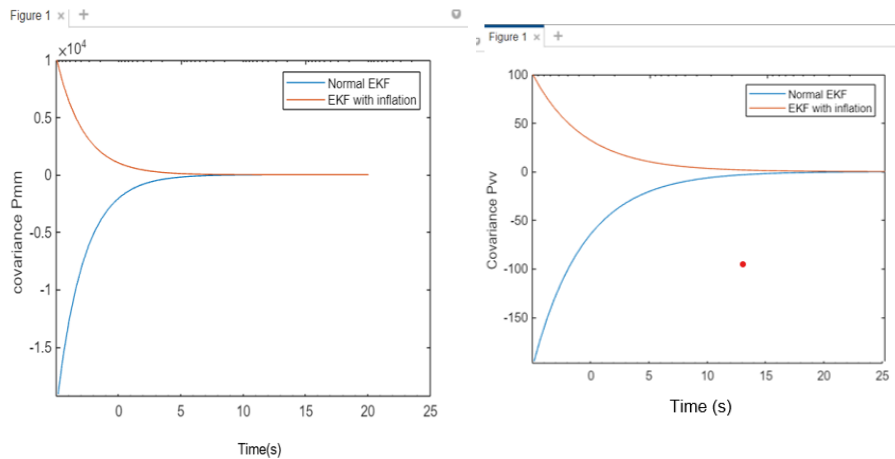 Figure 1 × +
×10⁴
1
0.5
0
-0.5
-1
-1.5
0 5 10 15 20 25
covariance Pmm
Time(s)
Normal EKF
EKF with inflation
Figure 1 × +
100
50
0
-50
-100
-150
0 5 10 15 20 25
Covariance Pvv
Time (s)
Normal EKF
EKF with inflation